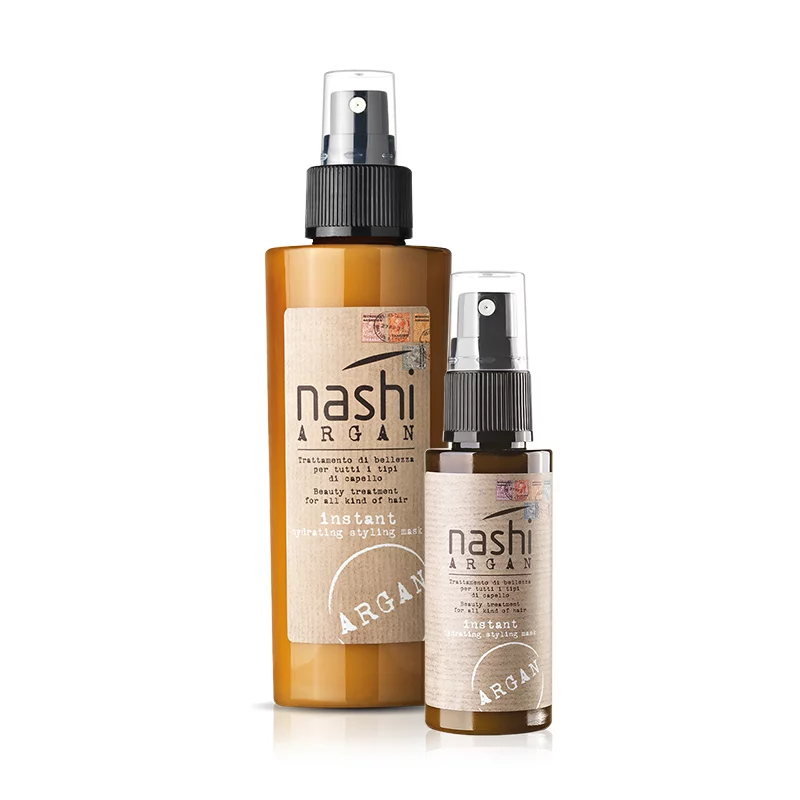 nashi
ARGAN
Trattamento di bellezza
per tutti i tipi
di capello
Beauty treatment
for all kind of hair
instant
hydrating styling mask
ARGAN
nashi
ARGAN
Trattamento di bellezza
per tutti i tipi
di capello
Beauty treatment
for all kind of hair
instant
hydrating styling mask
ARGAN